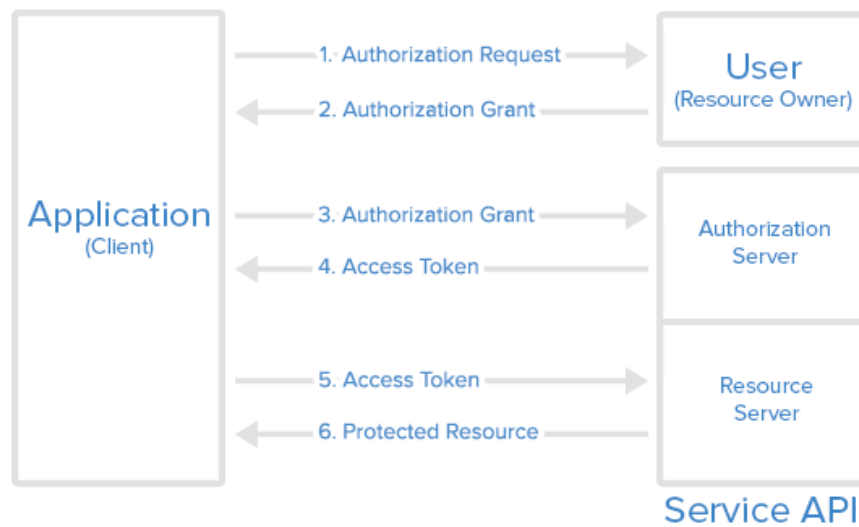 1. Authorization Request
User
(Resource Owner)
2. Authorization Grant
Application
(Client)
3. Authorization Grant
Authorization
Server
4. Access Token
5. Access Token
Resource
Server
6. Protected Resource
Service API